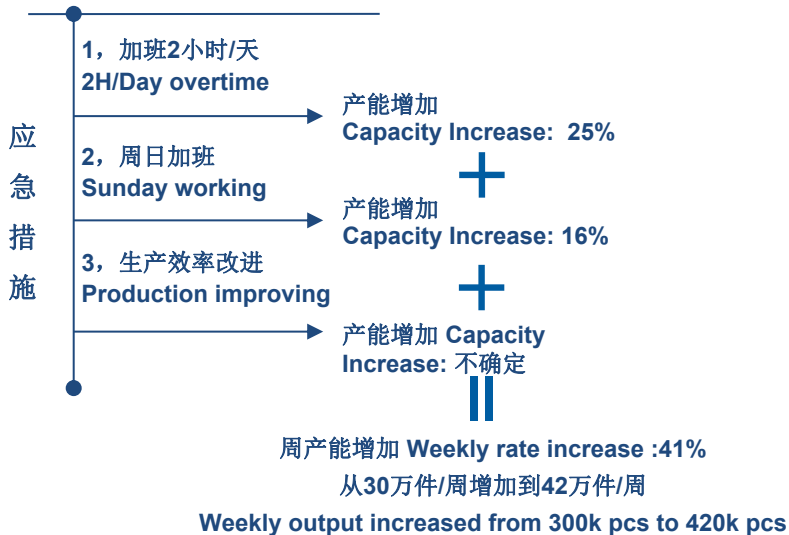 应
急
措
施
1，加班2小时/天
2H/Day overtime
产能增加
Capacity Increase: 25%
2，周日加班
Sunday working
产能增加
Capacity Increase: 16%
3，生产效率改进
Production improving
产能增加 Capacity
Increase: 不确定
周产能增加 Weekly rate increase :41%
从30万件/周增加到42万件/周
Weekly output increased from 300k pcs to 420k pcs